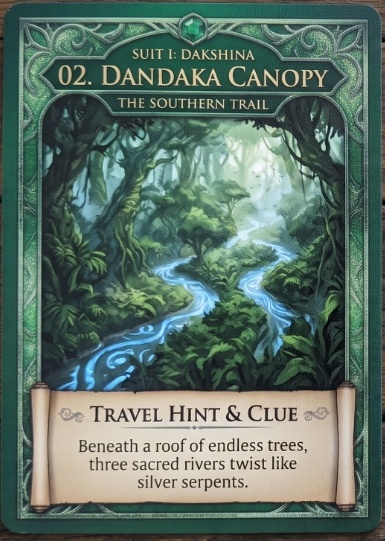 SUIT I: DAKSHINA
02. DANDAKA CANOPY
THE SOUTHERN TRAIL
TRAVEL HINT & CLUE
Beneath a roof of endless trees,
three sacred rivers twist like
silver serpents.